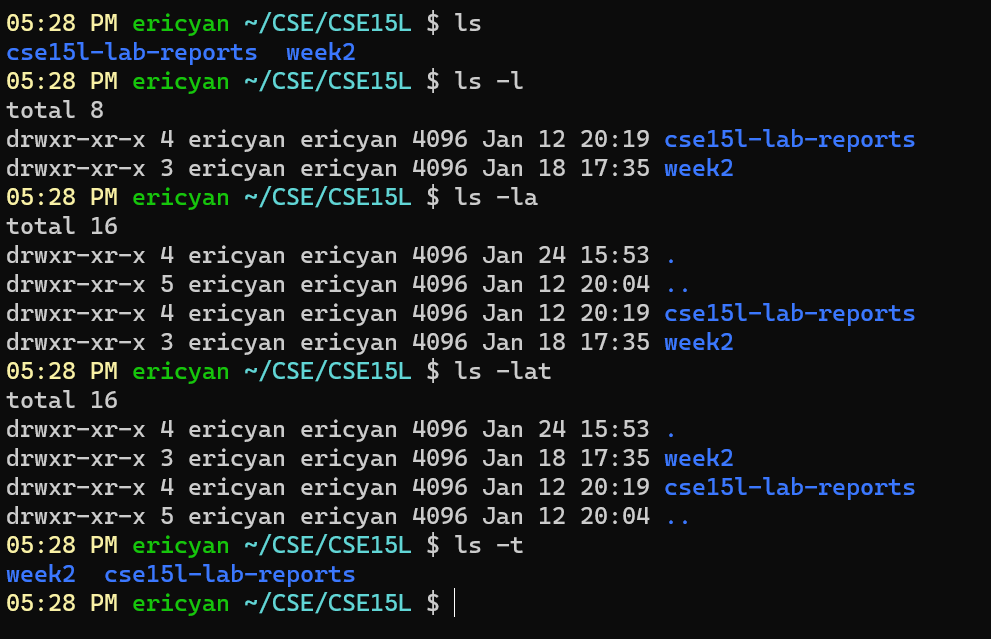 05:28 PM ericyan ~/CSE/CSE15L $ ls
cse15l-lab-reports  week2
05:28 PM ericyan ~/CSE/CSE15L $ ls -l
total 8
drwxr-xr-x 4 ericyan ericyan 4096 Jan 12 20:19 cse15l-lab-reports
drwxr-xr-x 3 ericyan ericyan 4096 Jan 18 17:35 week2
05:28 PM ericyan ~/CSE/CSE15L $ ls -la
total 16
drwxr-xr-x 4 ericyan ericyan 4096 Jan 24 15:53 .
drwxr-xr-x 5 ericyan ericyan 4096 Jan 12 20:04 ..
drwxr-xr-x 4 ericyan ericyan 4096 Jan 12 20:19 cse15l-lab-reports
drwxr-xr-x 3 ericyan ericyan 4096 Jan 18 17:35 week2
05:28 PM ericyan ~/CSE/CSE15L $ ls -lat
total 16
drwxr-xr-x 4 ericyan ericyan 4096 Jan 24 15:53 .
drwxr-xr-x 3 ericyan ericyan 4096 Jan 18 17:35 week2
drwxr-xr-x 4 ericyan ericyan 4096 Jan 12 20:19 cse15l-lab-reports
drwxr-xr-x 5 ericyan ericyan 4096 Jan 12 20:04 ..
05:28 PM ericyan ~/CSE/CSE15L $ ls -t
week2  cse15l-lab-reports
05:28 PM ericyan ~/CSE/CSE15L $